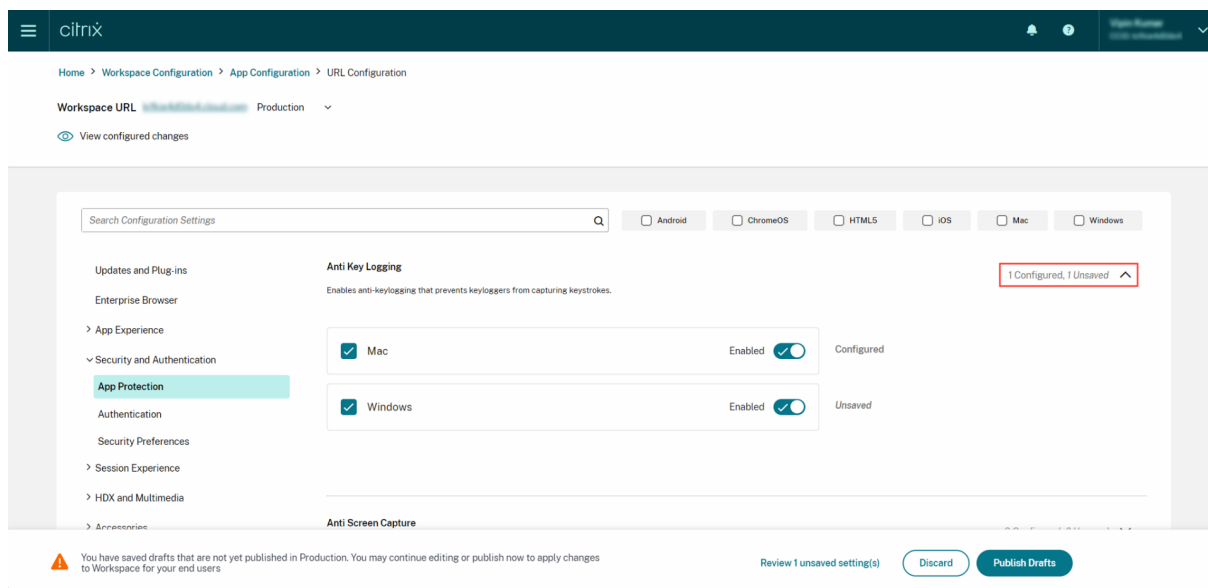 citrix
Home > Workspace Configuration > App Configuration > URL Configuration
Workspace URL Production
View configured changes
Search Configuration Settings
Android ChromeOS HTML5 iOS Mac Windows
Updates and Plug-ins
Enterprise Browser
App Experience
Security and Authentication
App Protection
Authentication
Security Preferences
Session Experience
HDX and Multimedia
Accessories
Anti Key Logging
1 Configured, 1 Unsaved
Enables anti-keylogging that prevents keyloggers from capturing keystrokes.
Mac Enabled Configured
Windows Enabled Unsaved
Anti Screen Capture
You have saved drafts that are not yet published in Production. You may continue editing or publish now to apply changes
to Workspace for your end users
Review 1 unsaved setting(s) Discard Publish Drafts